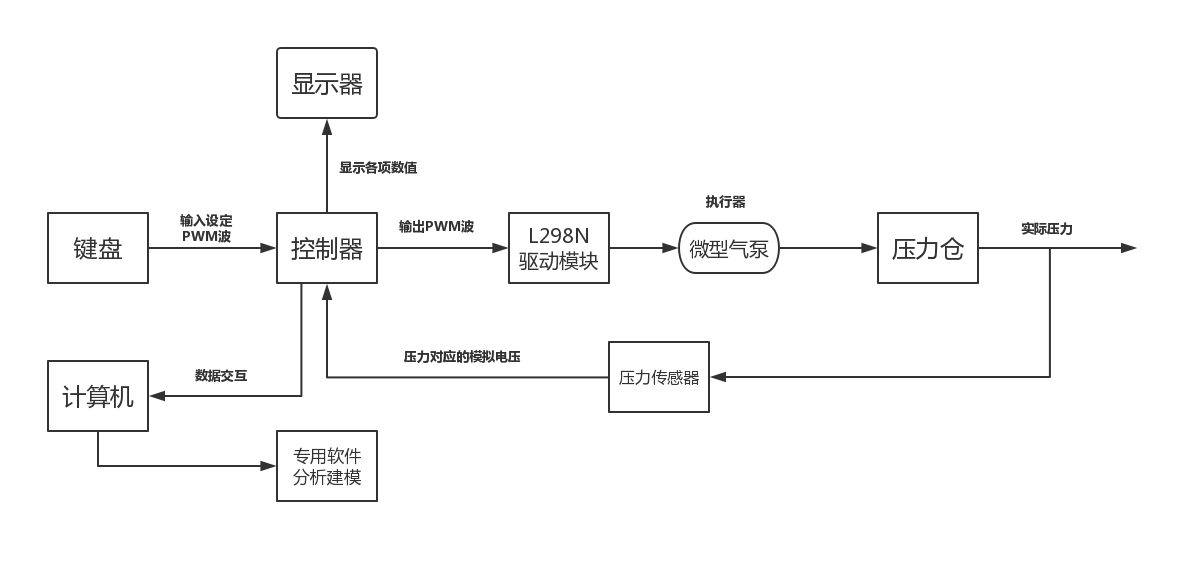 显示器
显示各项数值
执行器
键盘
输入设定
PWM波
控制器
输出PWM波
L298N
驱动模块
微型气泵
压力仓
实际压力
压力对应的模拟电压
压力传感器
数据交互
计算机
专用软件
分析建模